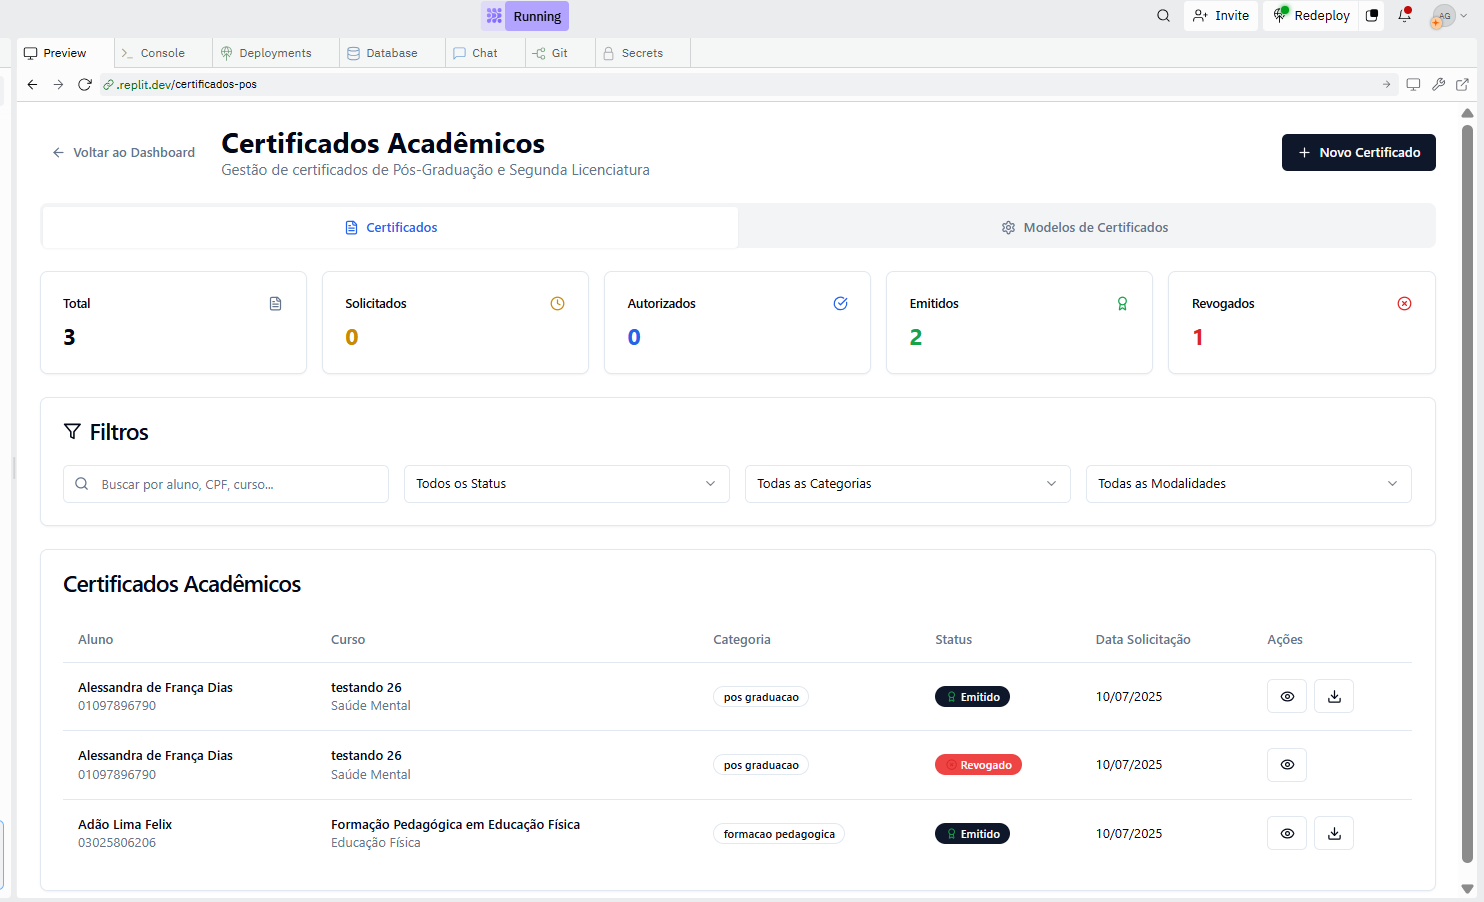 Running
Invite
Redeploy
AG
Preview
Console
Deployments
Database
Chat
Git
Secrets
.replit.dev/certificados-pos
Voltar ao Dashboard
Certificados Acadêmicos
Gestão de certificados de Pós-Graduação e Segunda Licenciatura
Novo Certificado
Certificados
Modelos de Certificados
Total
3
Solicitados
0
Autorizados
0
Emitidos
2
Revogados
1
Filtros
Buscar por aluno, CPF, curso...
Todos os Status
Todas as Categorias
Todas as Modalidades
Certificados Acadêmicos
Aluno Curso Categoria Status Data Solicitação Ações
Alessandra de França Dias testando 26 pos graduacao Emitido 10/07/2025
01097896790 Saúde Mental
Alessandra de França Dias testando 26 pos graduacao Revogado 10/07/2025
01097896790 Saúde Mental
Adão Lima Felix Formação Pedagógica em Educação Física formacao pedagogica Emitido 10/07/2025
03025806206 Educação Física